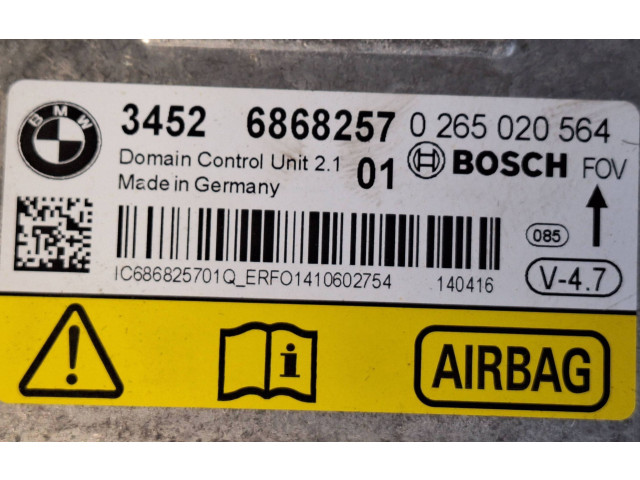 BMW
3452 6868257 0 265 020 564
Domain Control Unit 2.1 01 BOSCH FOV
Made in Germany
085
IC686825701Q_ERFO1410602754 140416
V-4.7
i AIRBAG